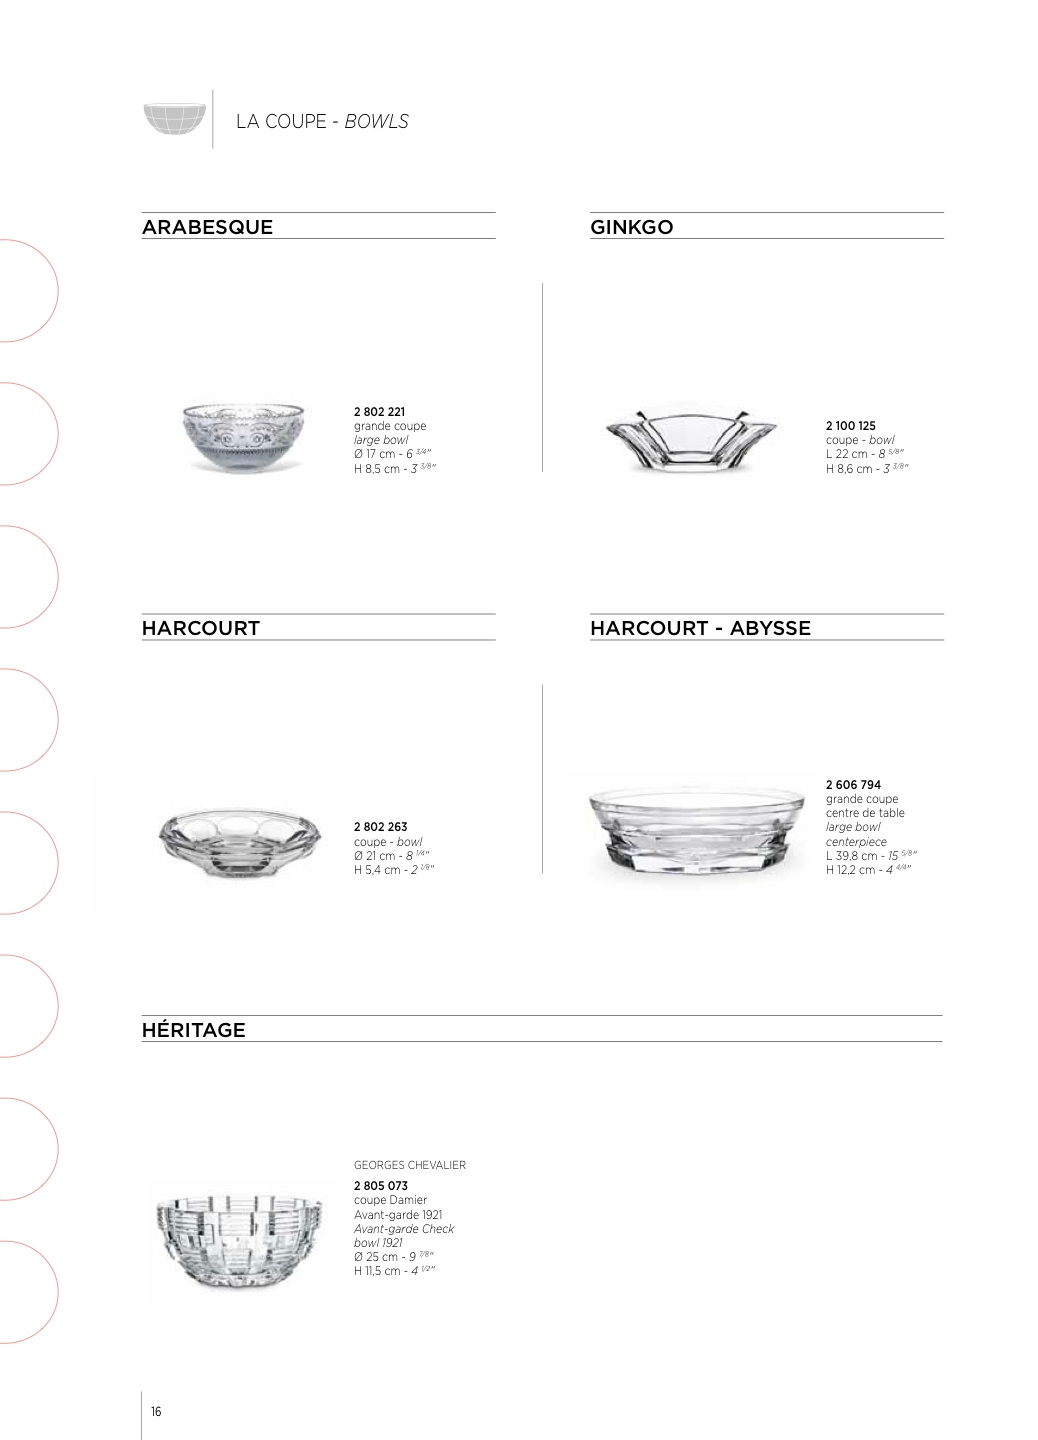 LA COUPE - BOWLS
ARABESQUE
2 802 221
grande coupe
large bowl
Ø 17 cm - 6 3/4"
H 8,5 cm - 3 3/8"
GINKGO
2 100 125
coupe - bowl
L 22 cm - 8 5/8"
H 8,6 cm - 3 3/8"
HARCOURT
2 802 263
coupe - bowl
Ø 21 cm - 8 1/4"
H 5,4 cm - 2 1/8"
HARCOURT - ABYSSE
2 606 794
grande coupe
centre de table
large bowl
centerpiece
L 39,8 cm - 15 5/8"
H 12,2 cm - 4 4/4"
HÉRITAGE
GEORGES CHEVALIER
2 805 073
coupe Damier
Avant-garde 1921
Avant-garde Check
bowl 1921
Ø 25 cm - 9 7/8"
H 11,5 cm - 4 1/2"
16